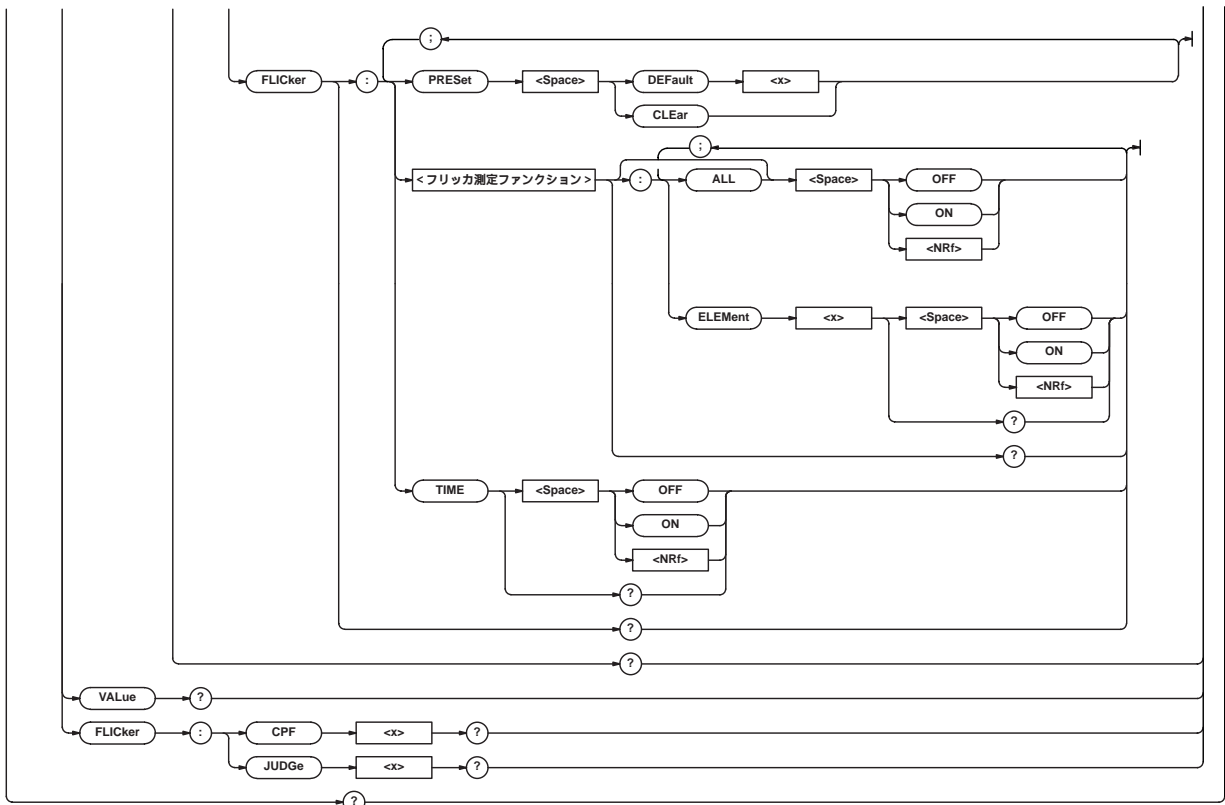 ;
FLICker : PRESet <Space> DEFault <x>
CLEar
;
<フリッカ測定ファンクション> : ALL <Space> OFF
ON
<NRf>
ELEMent <x> <Space> OFF
ON
<NRf>
?
?
TIME <Space> OFF
ON
<NRf>
?
?
?
VALue ?
FLICker : CPF <x> ?
JUDGe <x> ?
?